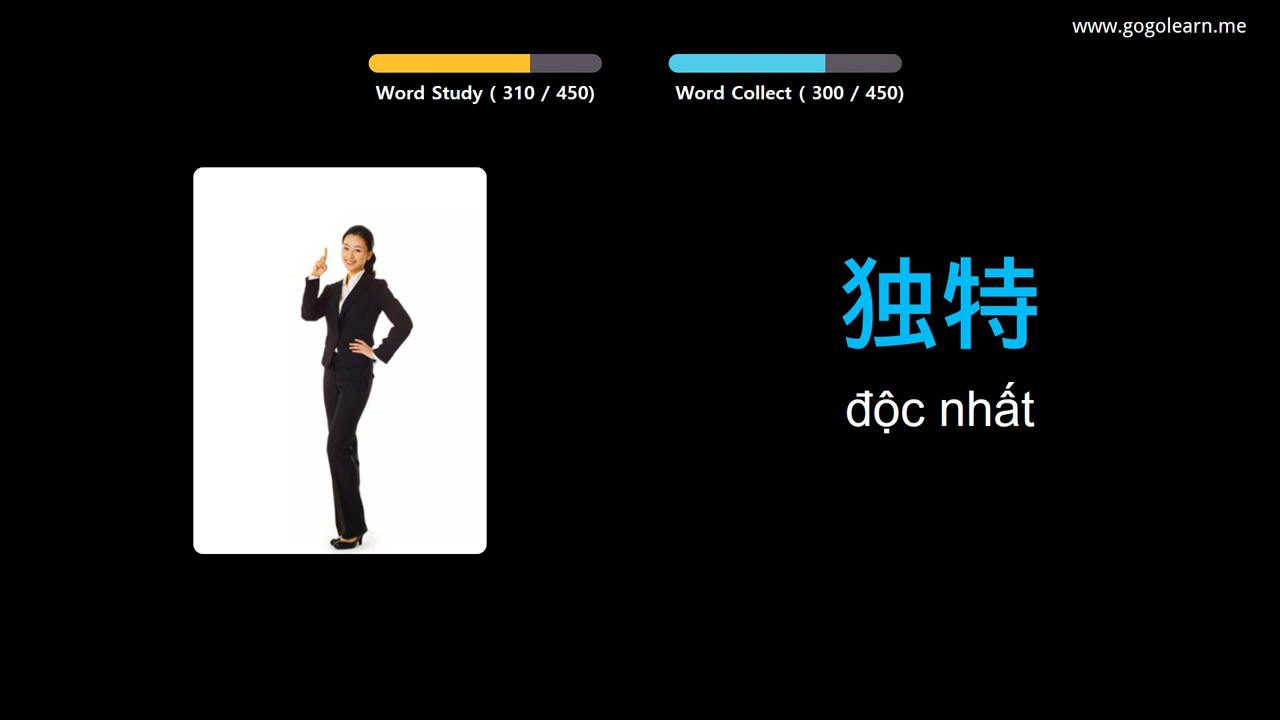 www.gogolearn.me
Word Study ( 310 / 450)
Word Collect ( 300 / 450)
独特
độc nhất